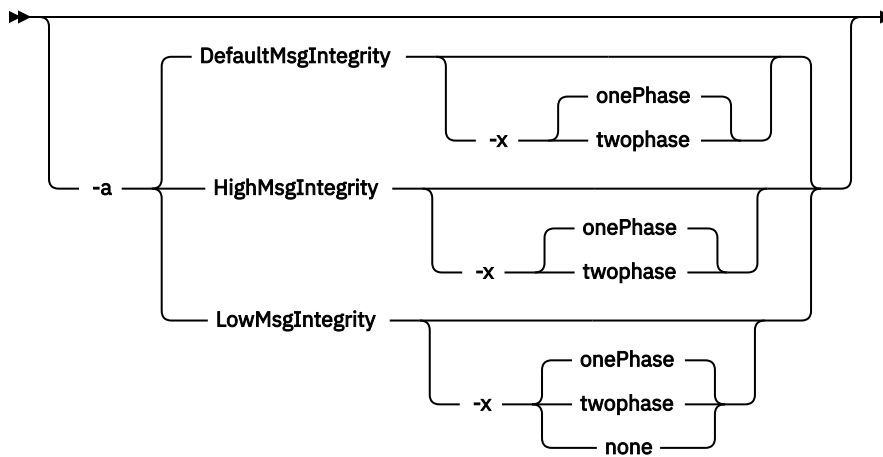 DefaultMsgIntegrity
onePhase
-x twophase
-a HighMsgIntegrity
onePhase
-x twophase
LowMsgIntegrity
onePhase
-x twophase
none